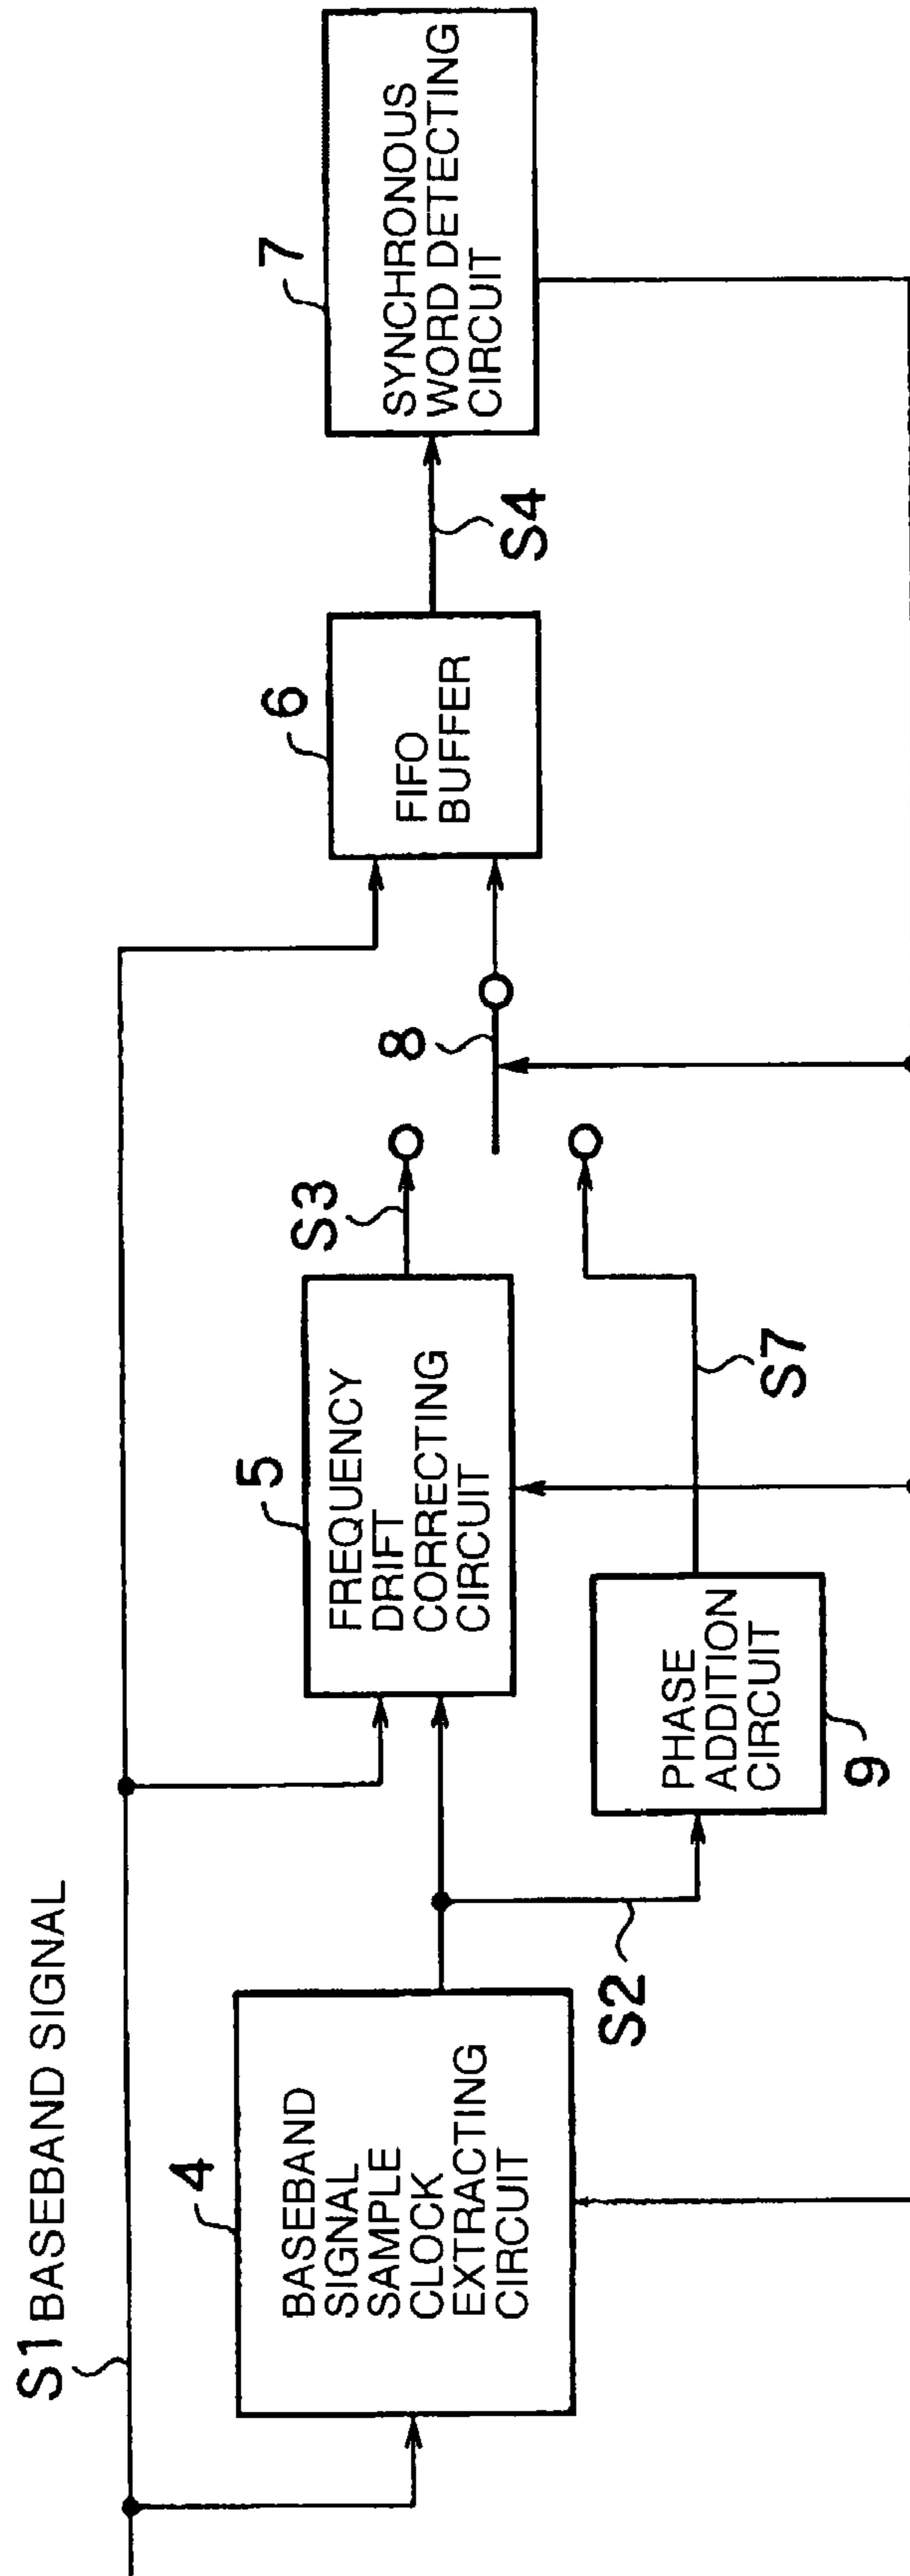 S1 BASEBAND SIGNAL
4
BASEBAND
SIGNAL
SAMPLE
CLOCK
EXTRACTING
CIRCUIT
S2
5
FREQUENCY
DRIFT
CORRECTING
CIRCUIT
S3
PHASE
ADDITION
CIRCUIT
9
S7
8
6
FIFO
BUFFER
S4
7
SYNCHRONOUS
WORD DETECTING
CIRCUIT